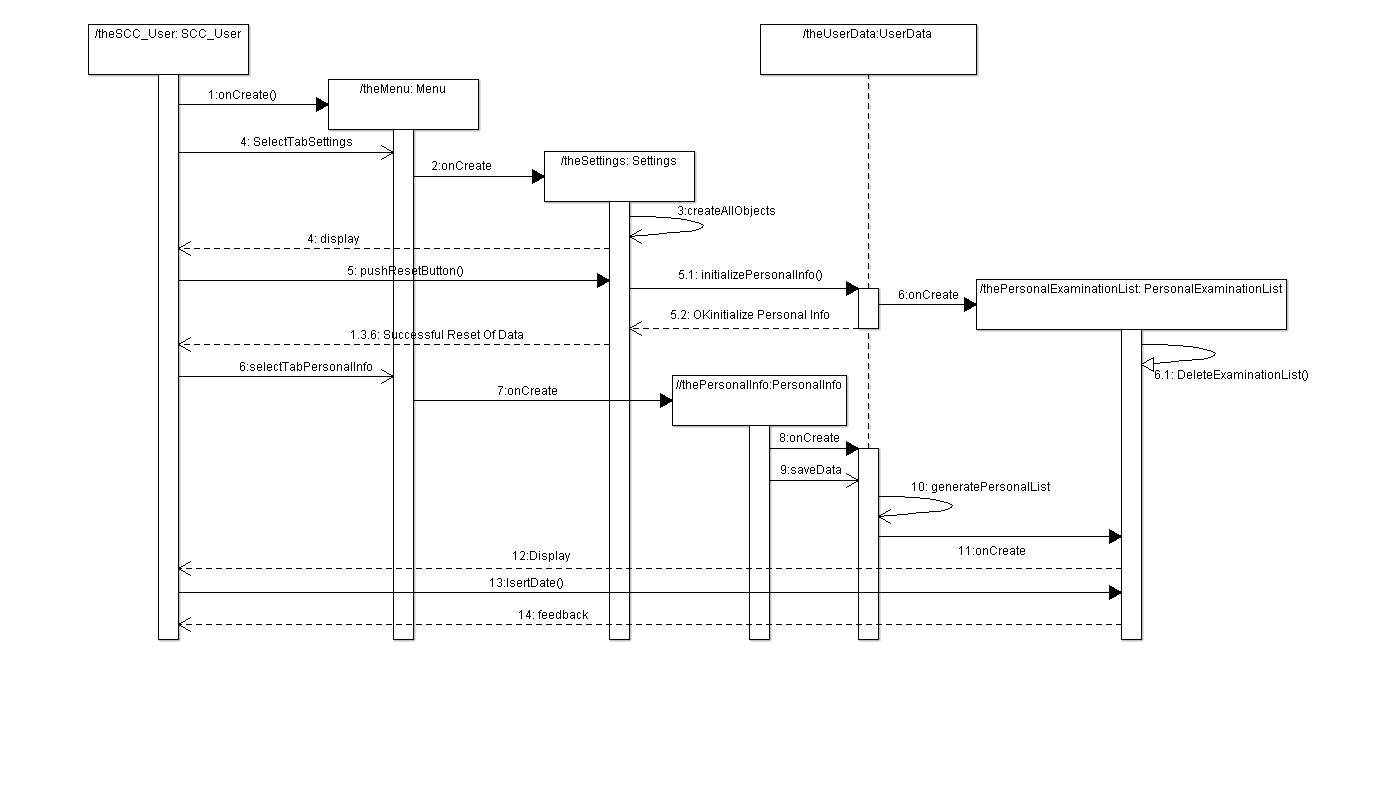 /theSCC_User: SCC_User
/theUserData:UserData
/theMenu: Menu
1:onCreate()
4: SelectTabSettings
2:onCreate
/theSettings: Settings
3:createAllObjects
4: display
5: pushResetButton()
5.1: initializePersonalInfo()
6:onCreate
/thePersonalExaminationList: PersonalExaminationList
5.2: OKinitialize Personal Info
1.3.6: Successful Reset Of Data
6:selectTabPersonalInfo
6.1: DeleteExaminationList()
//thePersonalInfo:PersonalInfo
7:onCreate
8:onCreate
9:saveData
10: generatePersonalList
11:onCreate
12:Display
13:IsertDate()
14: feedback